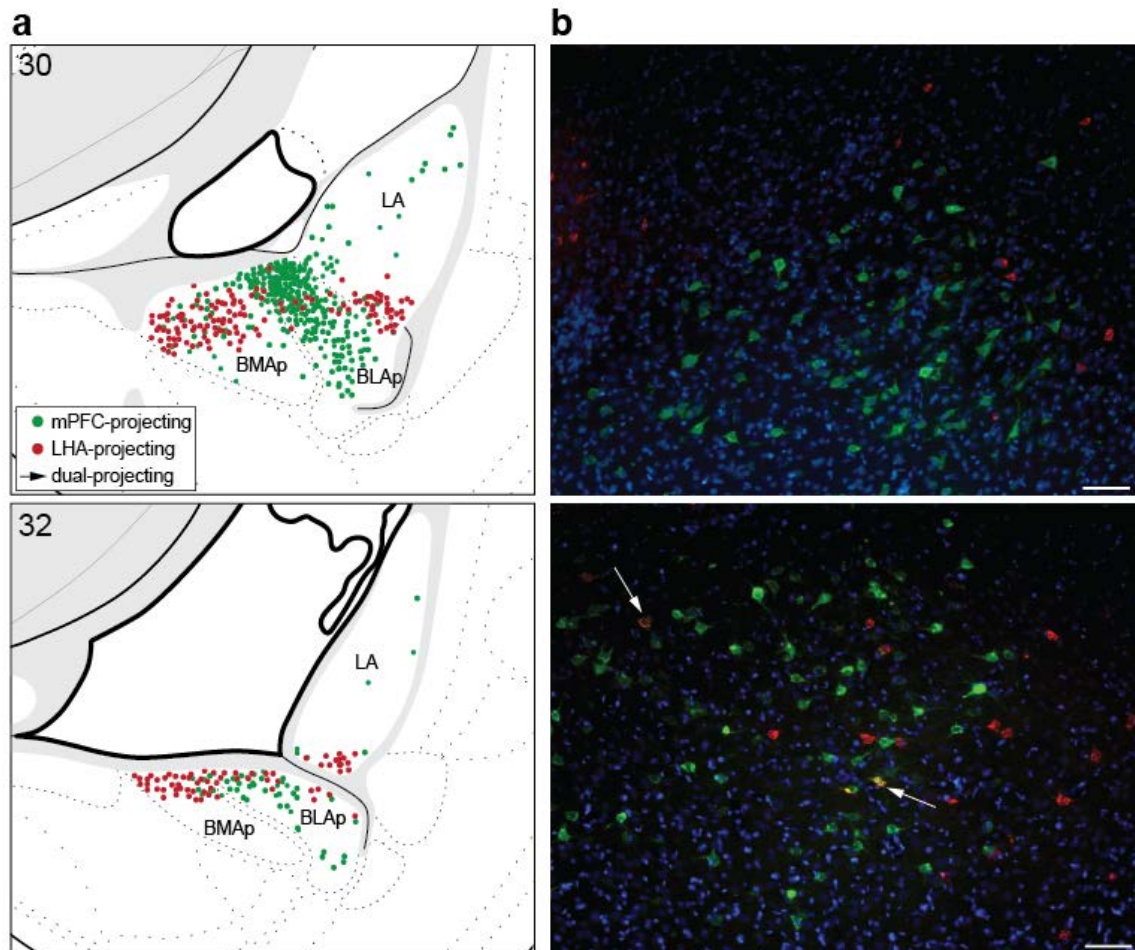 a
b
30
LA
BMAp
BLAp
mPFC-projecting
LHA-projecting
dual-projecting
32
LA
BMAp
BLAp